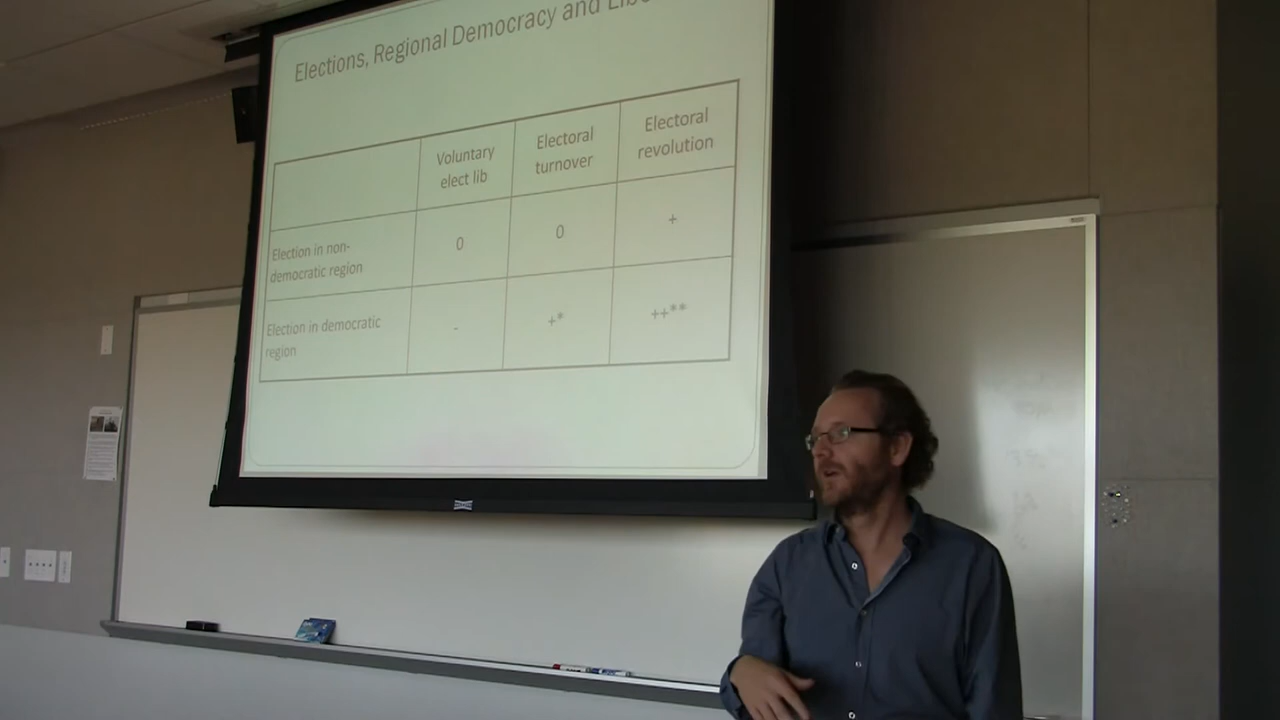 Elections, Regional Democracy and
Voluntary
elect lib
Electoral
turnover
Electoral
revolution
Election in non-
democratic region
0
0
+
Election in democratic
region
-
+*
++**